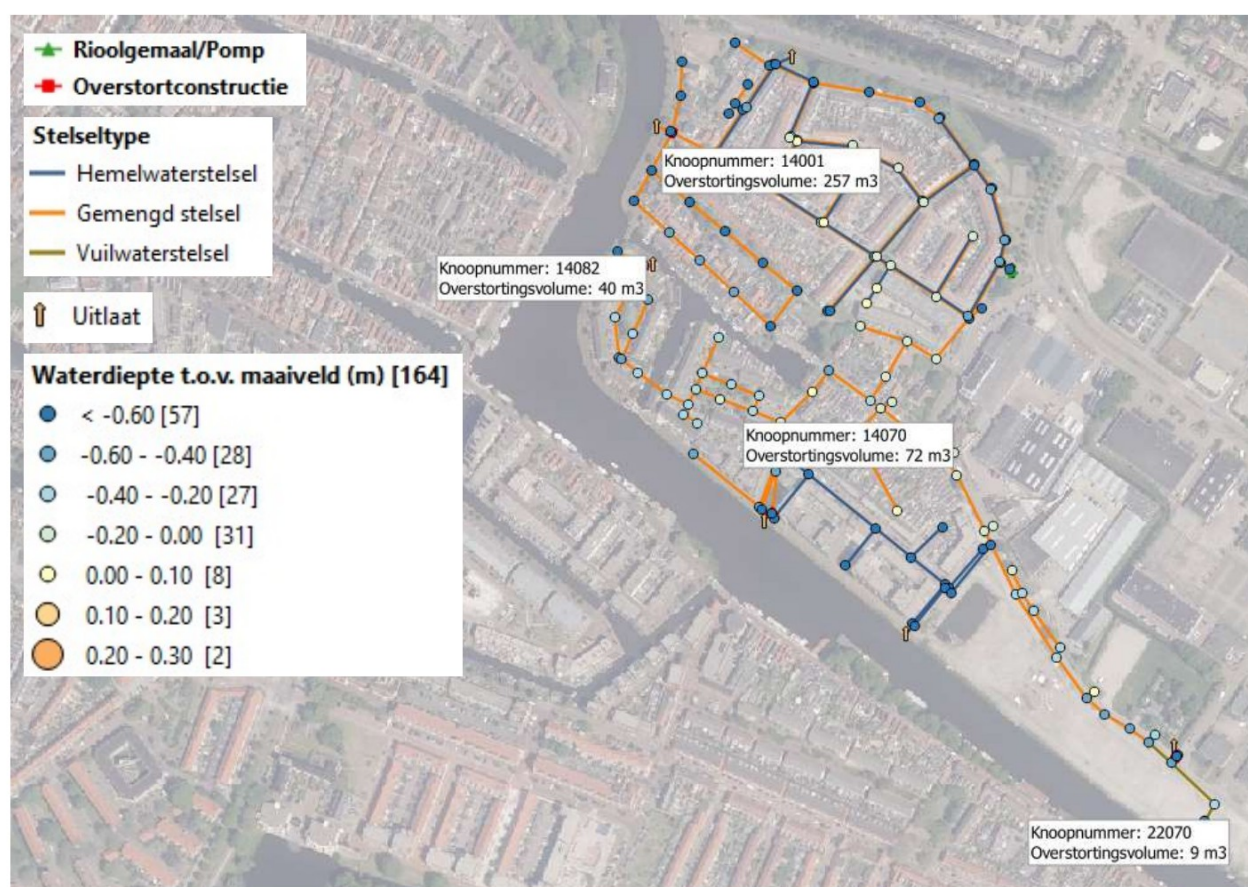 Rioolgemaal/Pomp
Overstortconstructie
Stelseltype
Hemelwaterstelsel
Gemengd stelsel
Vuilwaterstelsel
Uitlaat
Waterdiepte t.o.v. maaiveld (m) [164]
< -0.60 [57]
-0.60 - -0.40 [28]
-0.40 - -0.20 [27]
-0.20 - 0.00 [31]
0.00 - 0.10 [8]
0.10 - 0.20 [3]
0.20 - 0.30 [2]
Knoopnummer: 14001
Overstortingsvolume: 257 m3
Knoopnummer: 14082
Overstortingsvolume: 40 m3
Knoopnummer: 14070
Overstortingsvolume: 72 m3
Knoopnummer: 22070
Overstortingsvolume: 9 m3